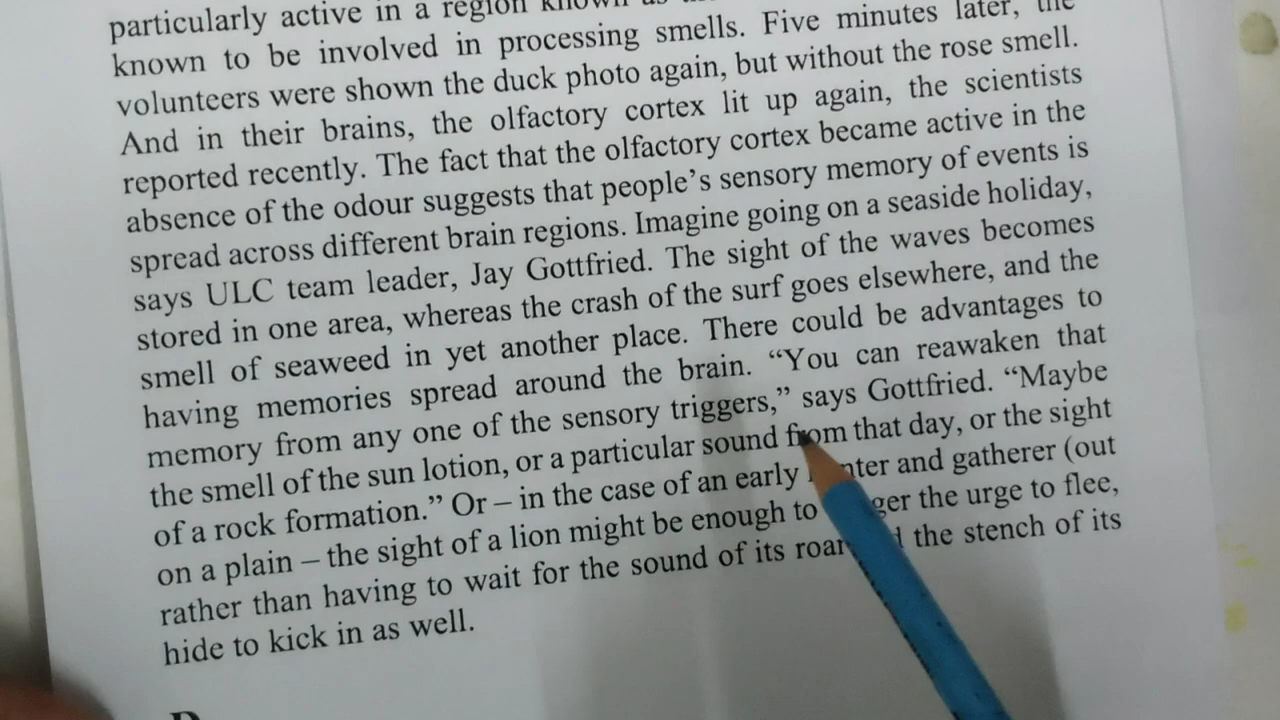 particularly active in a region known as
known to be involved in processing smells. Five minutes later, the
volunteers were shown the duck photo again, but without the rose smell.
And in their brains, the olfactory cortex lit up again, the scientists
reported recently. The fact that the olfactory cortex became active in the
absence of the odour suggests that people's sensory memory of events is
spread across different brain regions. Imagine going on a seaside holiday,
says ULC team leader, Jay Gottfried. The sight of the waves becomes
stored in one area, whereas the crash of the surf goes elsewhere, and the
smell of seaweed in yet another place. There could be advantages to
having memories spread around the brain. “You can reawaken that
memory from any one of the sensory triggers,” says Gottfried. “Maybe
the smell of the sun lotion, or a particular sound from that day, or the sight
of a rock formation.” Or – in the case of an early and gatherer (out
on a plain – the sight of a lion might be enough to the urge to flee,
rather than having to wait for the sound of its roar the stench of its
hide to kick in as well.